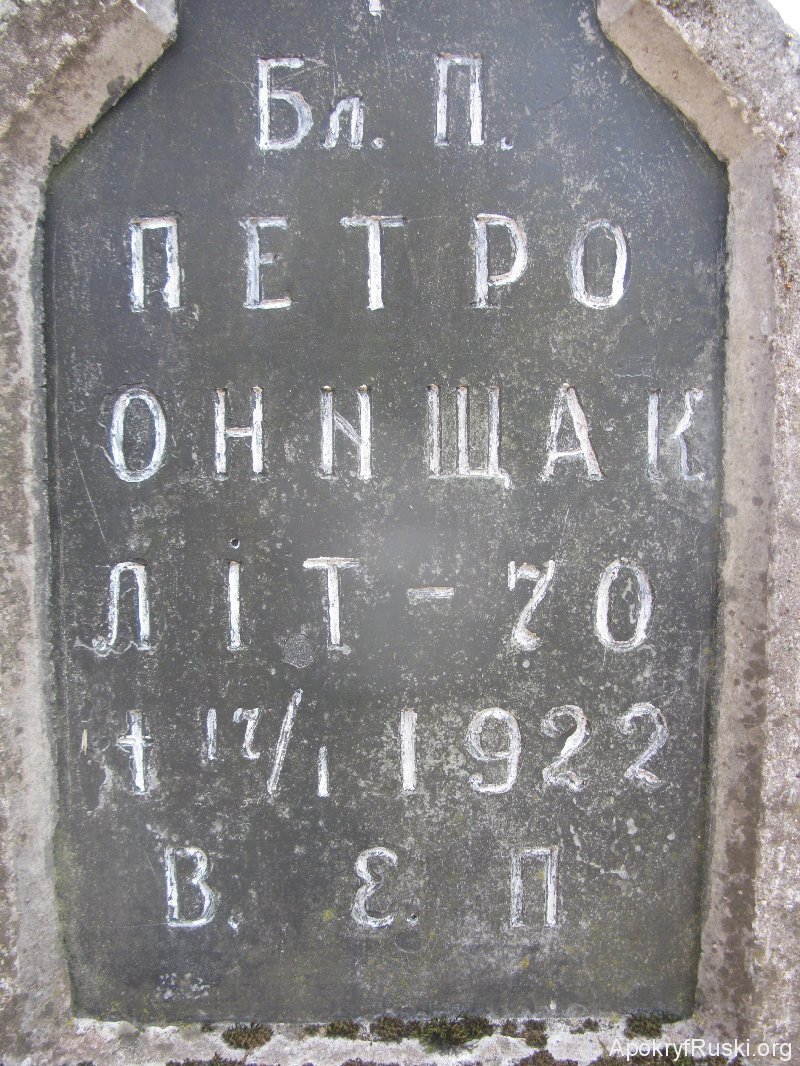 Бл. П.
ПЕТРО
ОНИЩАК
ЛІТ-70
† 17/1 1922
В. Є. П
ApokryfRuski.org